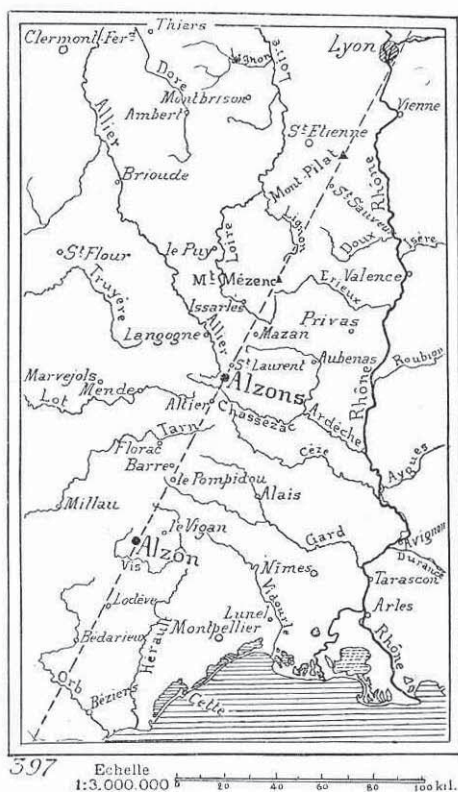 Clermont-Ferᵈ
Thiers
Lyon
Dore
Lignon
Loire
Montbrison
Ambert
Vienne
Allier
St Etienne
Mont-Pilat
Brioude
St Sauveur
Rhône
Lignon
Doux
Isère
St Flour
le Puy
Loire
Mt Mézenc
Erieux
Valence
Truyère
Issarlès
Mazan
Privas
Langogne
Allier
St Laurent
Aubenas
Roubion
Marvejols
Mende
Alzons
Rhône
Lot
Altier
Chassezac
Ardèche
Tarn
Cèze
Florac
Barre
Aygues
le Pompidou
Alais
Millau
le Vigan
Gard
Avignon
Alzon
Vis
Nîmes
Durance
Tarascon
Lodève
Vidourle
Lunel
Arles
Bédarieux
Hérault
Montpellier
Rhône
Orb
Béziers
Cette
397
Echelle
1:3.000.000
0 20 40 60 80 100 kil.